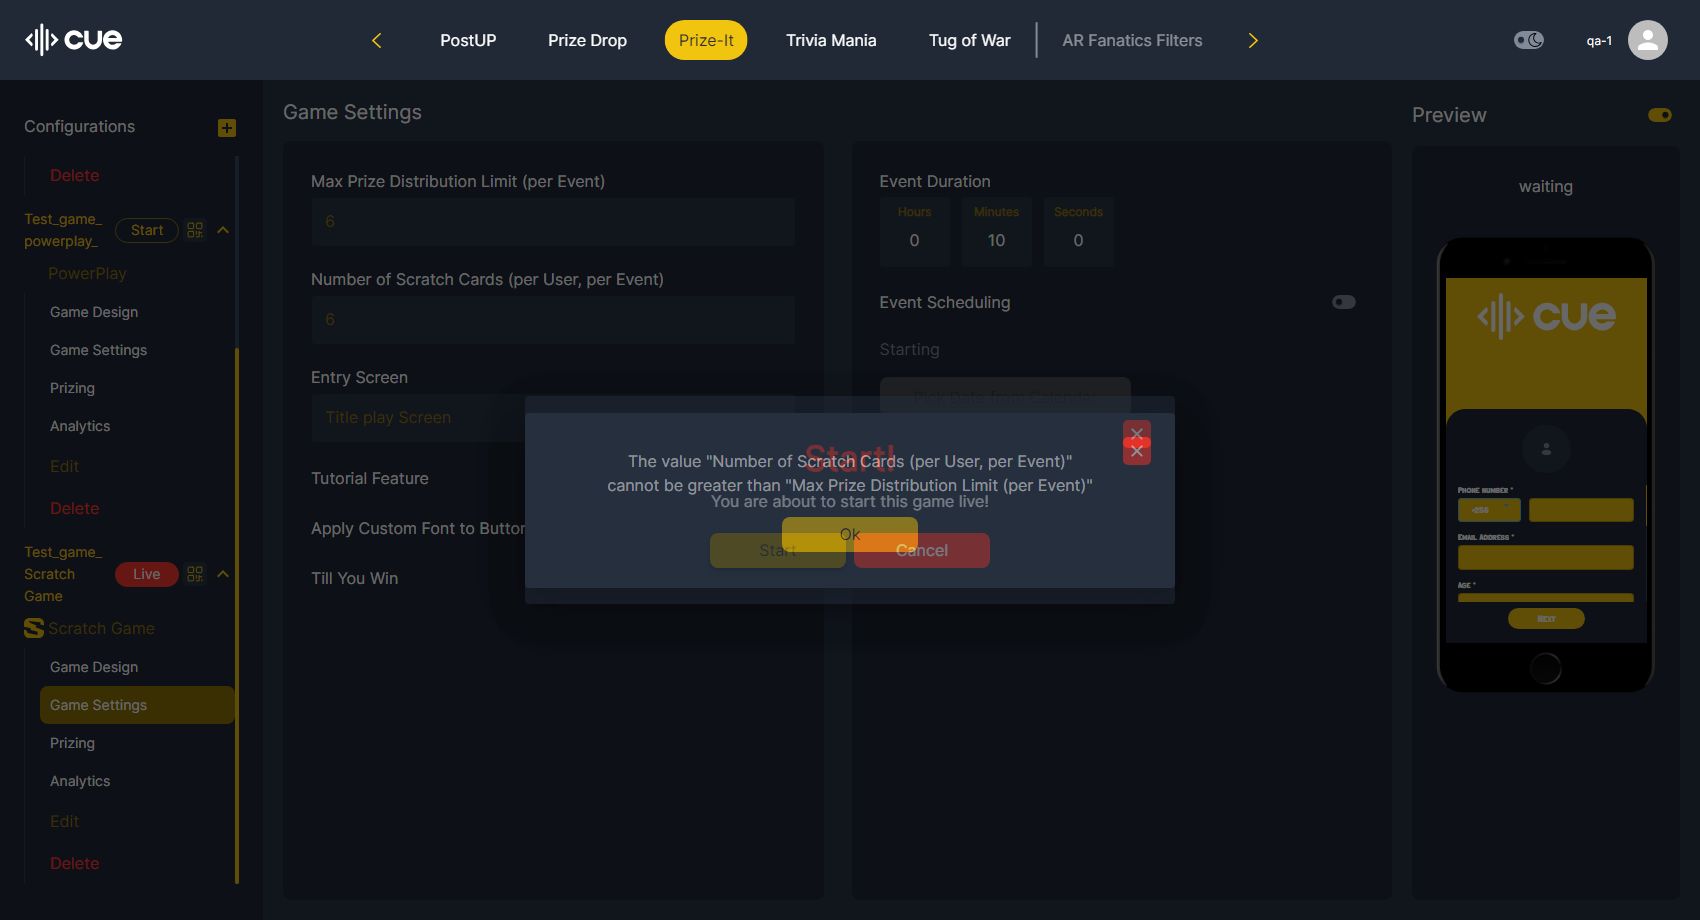 cue
PostUP
Prize Drop
Prize-It
Trivia Mania
Tug of War
AR Fanatics Filters
qa-1
Configurations
Delete
Test_game_
powerplay_
Start
PowerPlay
Game Design
Game Settings
Prizing
Analytics
Edit
Delete
Test_game_
Scratch
Game
Live
Scratch Game
Game Design
Game Settings
Prizing
Analytics
Edit
Delete
Game Settings
Max Prize Distribution Limit (per Event)
6
Number of Scratch Cards (per User, per Event)
6
Entry Screen
Title play Screen
Tutorial Feature
Apply Custom Font to Button
Till You Win
Event Duration
Hours
0
Minutes
10
Seconds
0
Event Scheduling
Starting
Start!
The value "Number of Scratch Cards (per User, per Event)"
cannot be greater than "Max Prize Distribution Limit (per Event)"
You are about to start this game live!
Ok
Start
Cancel
Preview
waiting
cue
Phone number *
Email Address *
Age *
Next